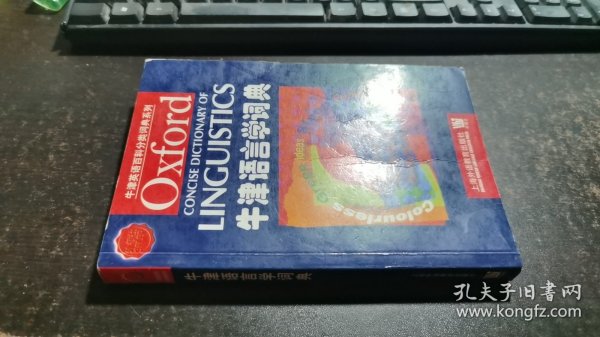 牛津英语百科分类词典系列
Oxford
CONCISE DICTIONARY OF
LINGUISTICS
牛津语言学词典
ideas
Colourless
上海外语教育出版社
牛津语言学词典
孔夫子旧书网
www.kongfz.com